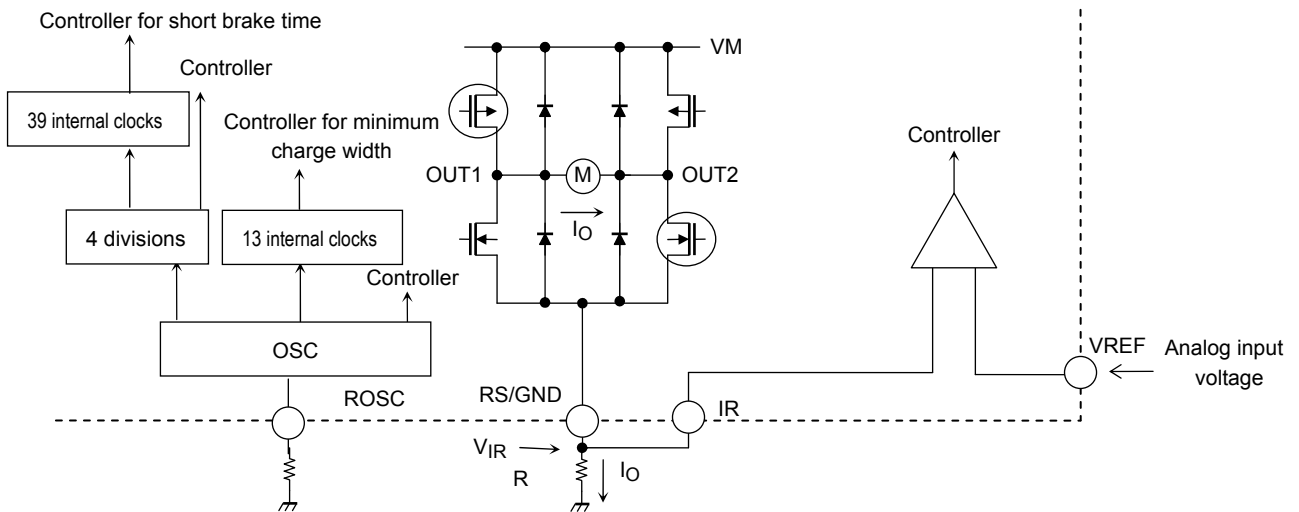 Controller for short brake time
Controller
39 internal clocks
Controller for minimum
charge width
4 divisions
13 internal clocks
Controller
OSC
ROSC
VM
OUT1
M
OUT2
IO
RS/GND
IR
VIR
R
IO
Controller
VREF
Analog input
voltage